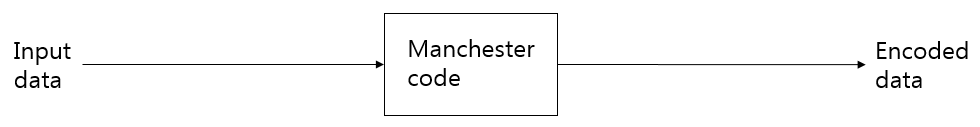 Input
data
Manchester
code
Encoded
data